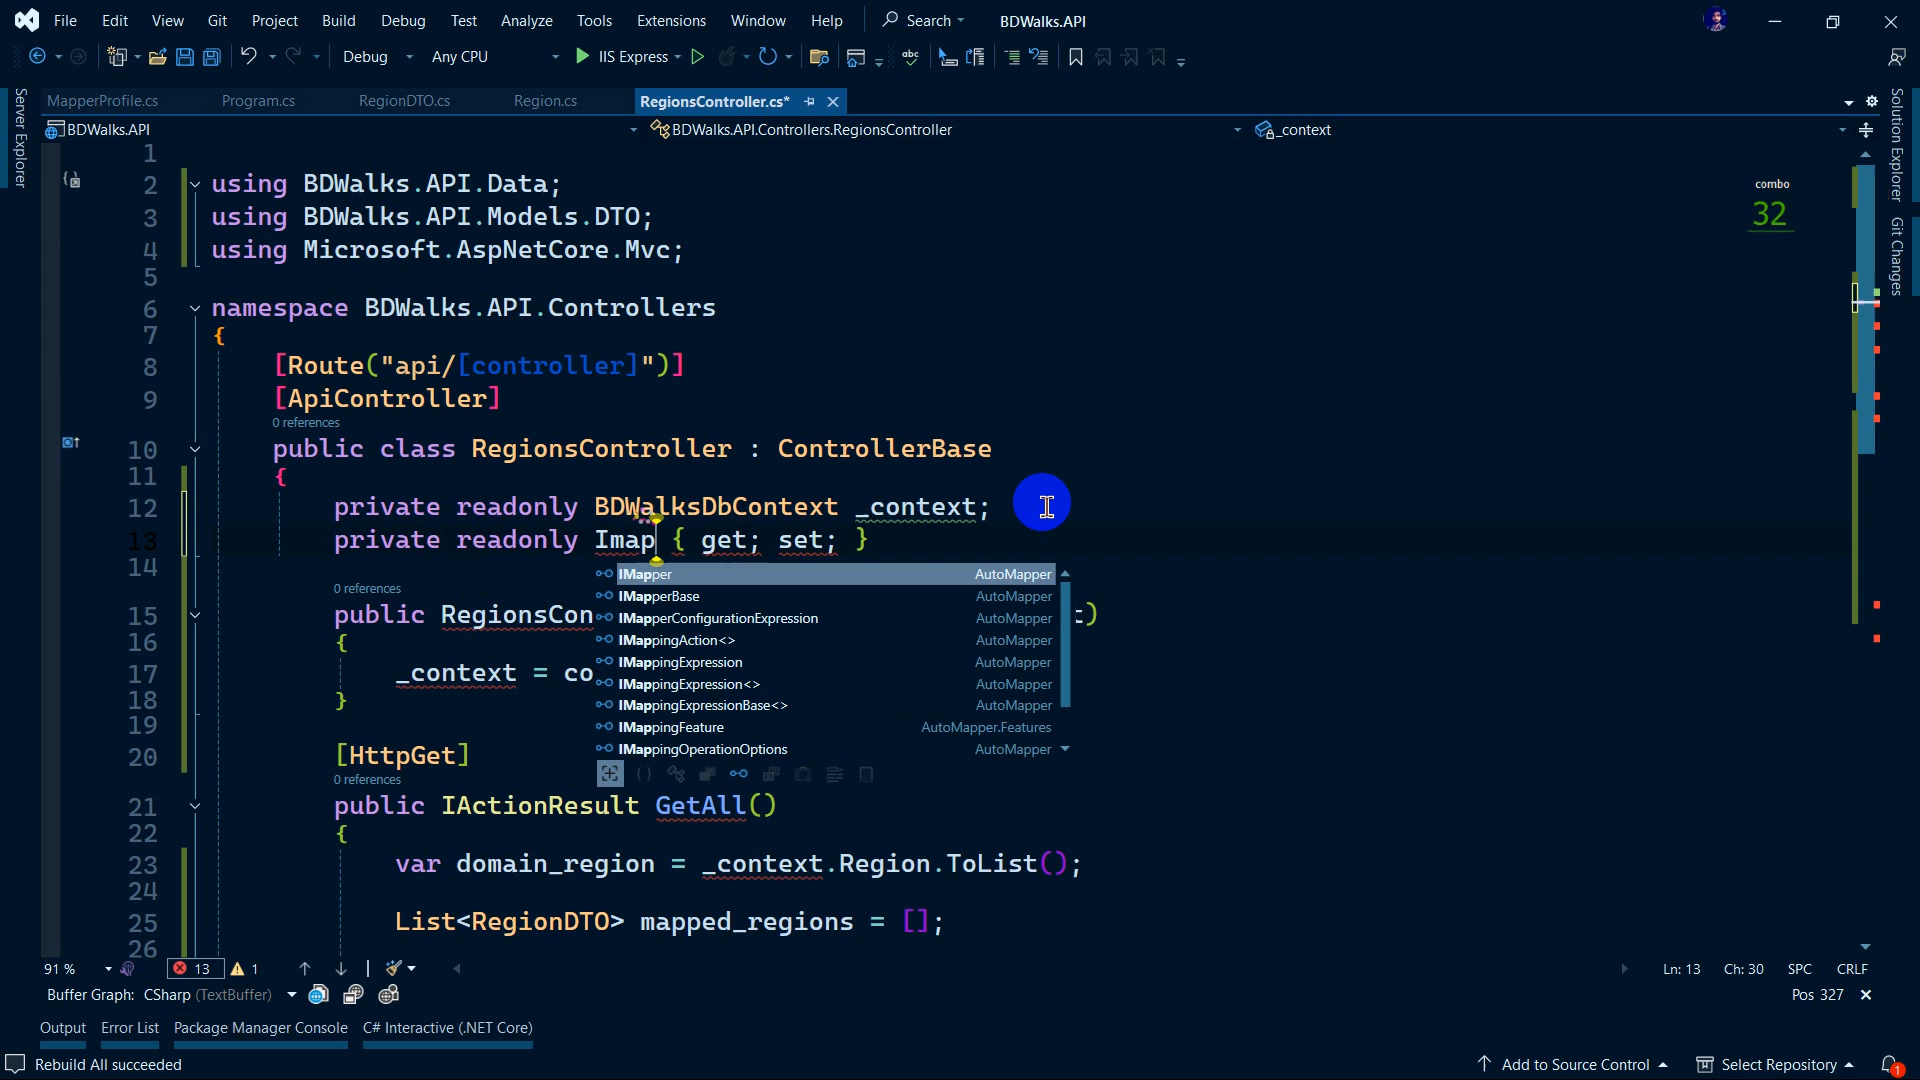 File Edit View Git Project Build Debug Test Analyze Tools Extensions Window Help Search BDWalks.API
Debug Any CPU IIS Express
abc
MapperProfile.cs Program.cs RegionDTO.cs Region.cs RegionsController.cs*
BDWalks.API BDWalks.API.Controllers.RegionsController _context
Server Explorer
Solution Explorer
Git Changes
combo
32
1
2 using BDWalks.API.Data;
3 using BDWalks.API.Models.DTO;
4 using Microsoft.AspNetCore.Mvc;
5
6 namespace BDWalks.API.Controllers
7 {
8 [Route("api/[controller]")]
9 [ApiController]
0 references
10 public class RegionsController : ControllerBase
11 {
12 private readonly BDWalksDbContext _context;
13 private readonly Imap { get; set; }
14
IMapper AutoMapper
0 references
IMapperBase AutoMapper
15 public RegionsCon IMapperConfigurationExpression AutoMapper )
16 { IMappingAction<> AutoMapper
IMappingExpression AutoMapper
17 _context = co IMappingExpression<> AutoMapper
18 } IMappingExpressionBase<> AutoMapper
19 IMappingFeature AutoMapper.Features
20 [HttpGet] IMappingOperationOptions AutoMapper
0 references
21 public IActionResult GetAll()
22 {
23 var domain_region = _context.Region.ToList();
24
25 List<RegionDTO> mapped_regions = [];
26
91 % 13 1 Ln: 13 Ch: 30 SPC CRLF
Buffer Graph: CSharp (TextBuffer) Pos 327
Output Error List Package Manager Console C# Interactive (.NET Core)
Rebuild All succeeded Add to Source Control Select Repository 1